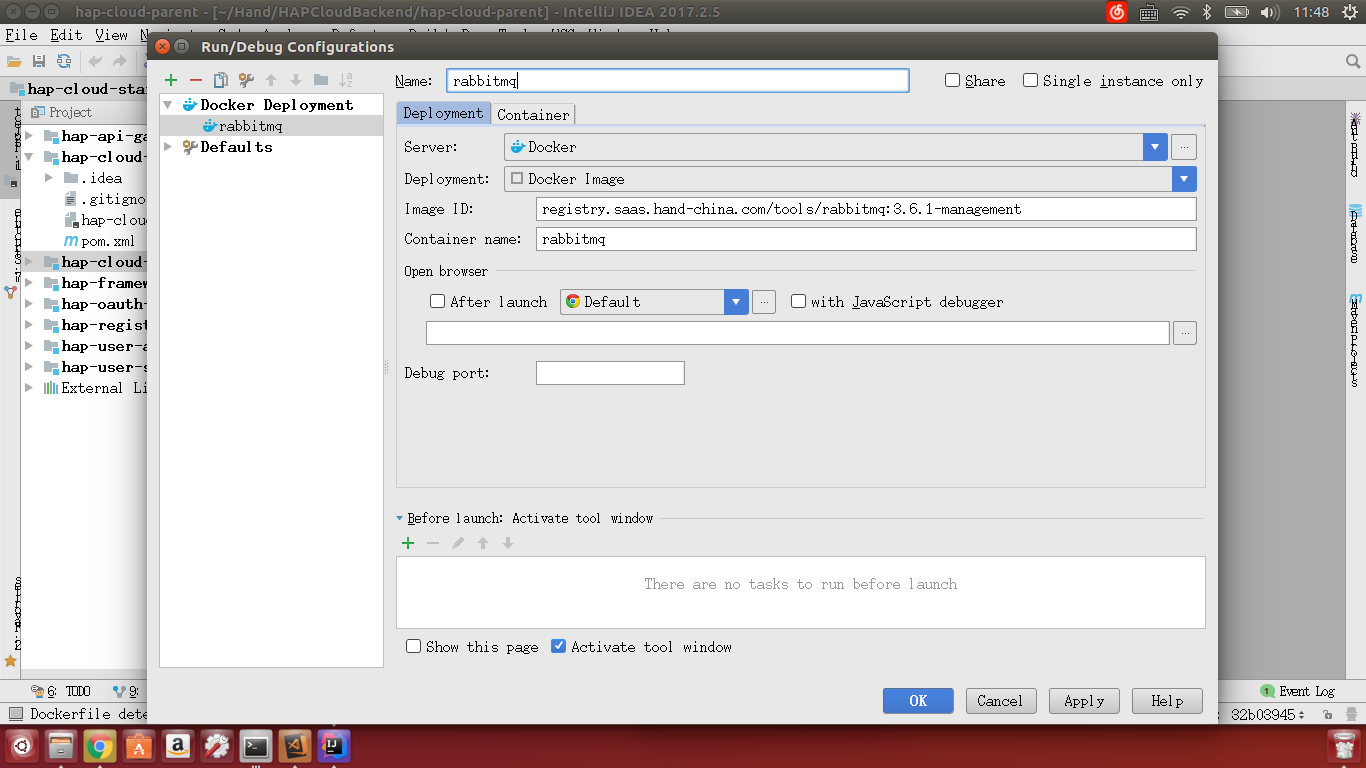 hap-cloud-parent - [~/Hand/HAPCloudBackend/hap-cloud-parent] - IntelliJ IDEA 2017.2.5
11:48
File Edit View
Run/Debug Configurations
hap-cloud-sta
Project
hap-api-ga
hap-cloud-
.idea
.gitigno
hap-clou
pom.xml
hap-cloud-
hap-framew
hap-oauth-
hap-regist
hap-user-a
hap-user-s
External Li
Docker Deployment
rabbitmq
Defaults
Name: rabbitmq
Share
Single instance only
Deployment Container
Server: Docker ...
Deployment: Docker Image
Image ID: registry.saas.hand-china.com/tools/rabbitmq:3.6.1-management
Container name: rabbitmq
Open browser
After launch Default ... with JavaScript debugger
...
Debug port:
Before launch: Activate tool window
There are no tasks to run before launch
Show this page Activate tool window
OK Cancel Apply Help
Ant Build
Database
Maven Projects
6: TODO 9:
1 Event Log
Dockerfile dete
32b03945